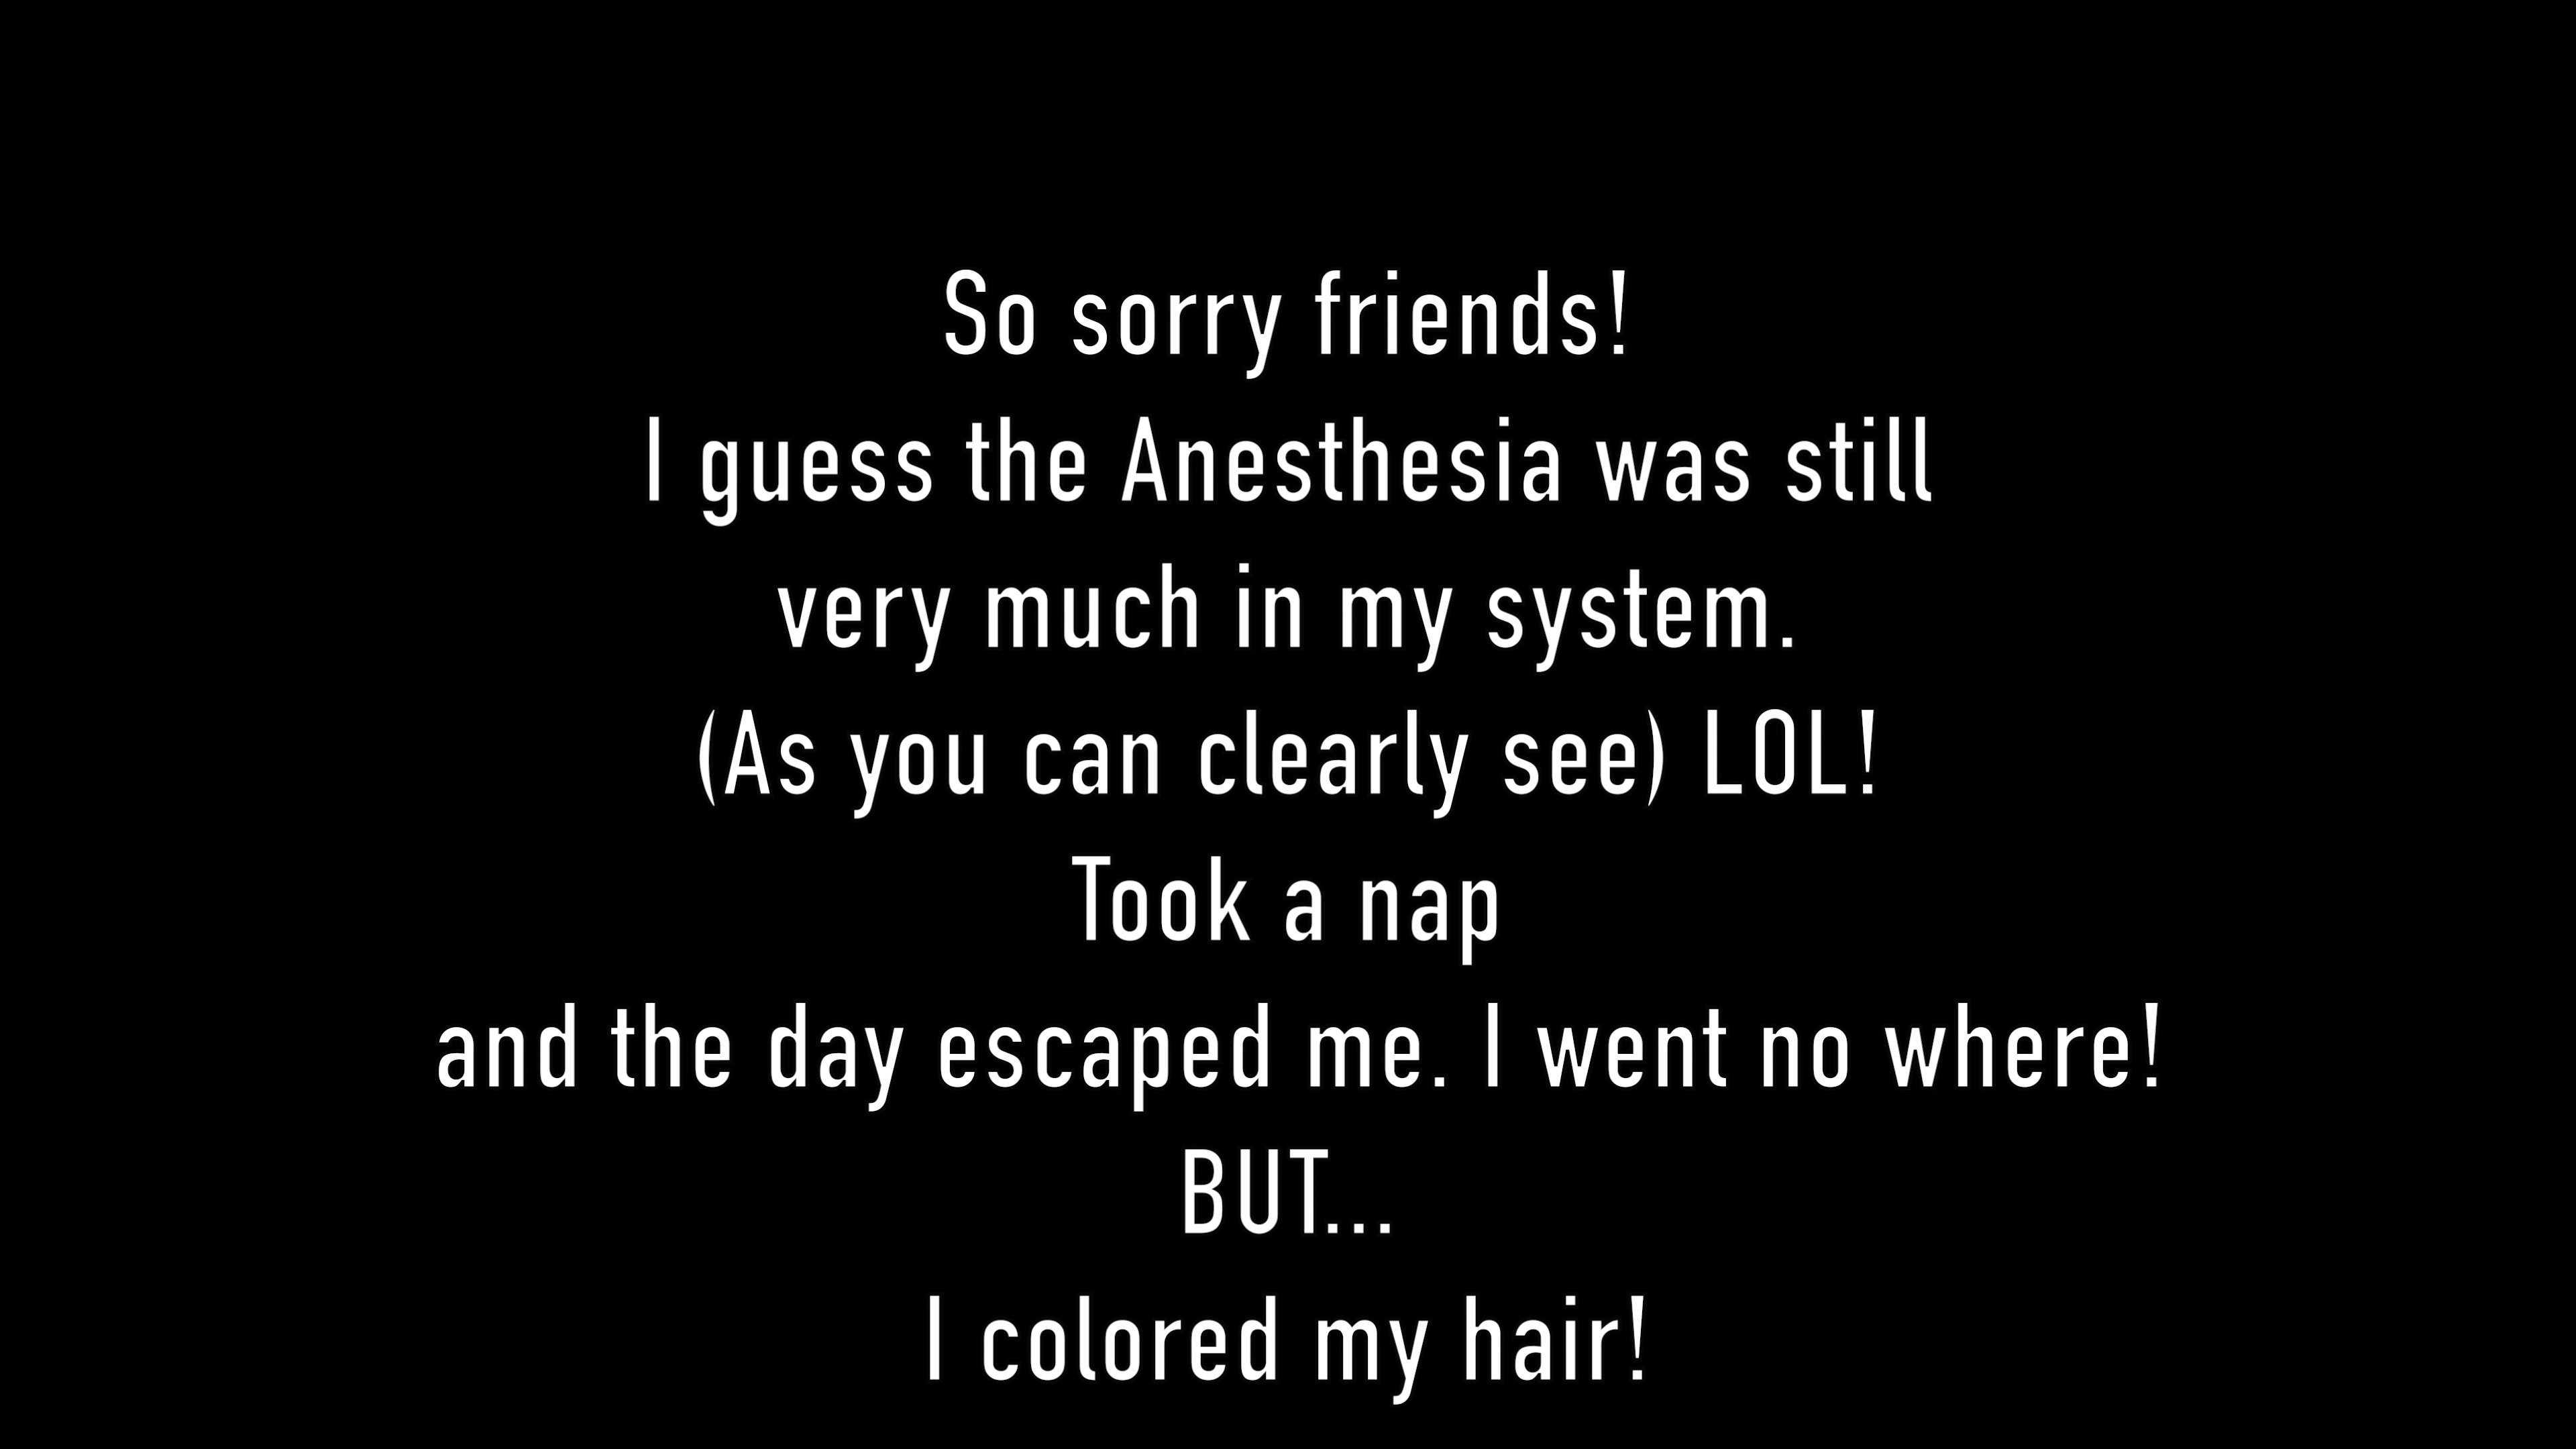 So sorry friends!
I guess the Anesthesia was still
very much in my system.
(As you can clearly see) LOL!
Took a nap
and the day escaped me. I went no where!
BUT...
I colored my hair!